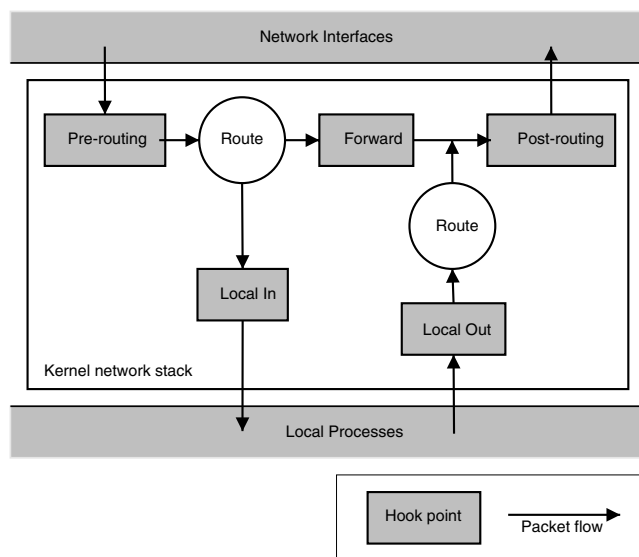 Network Interfaces
Pre-routing
Route
Forward
Post-routing
Route
Local In
Local Out
Kernel network stack
Local Processes
Hook point
Packet flow